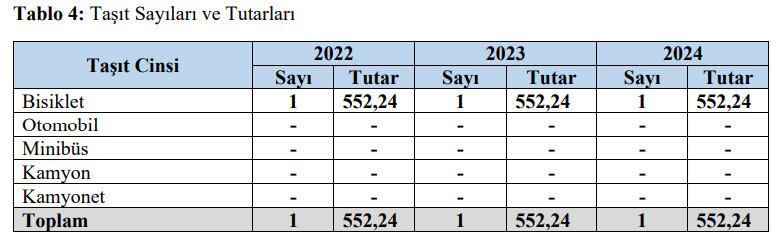 Tablo 4: Taşıt Sayıları ve Tutarları
Taşıt Cinsi 2022 2023 2024
Sayı Tutar Sayı Tutar Sayı Tutar
Bisiklet 1 552,24 1 552,24 1 552,24
Otomobil - - - - - -
Minibüs - - - - - -
Kamyon - - - - - -
Kamyonet - - - - - -
Toplam 1 552,24 1 552,24 1 552,24